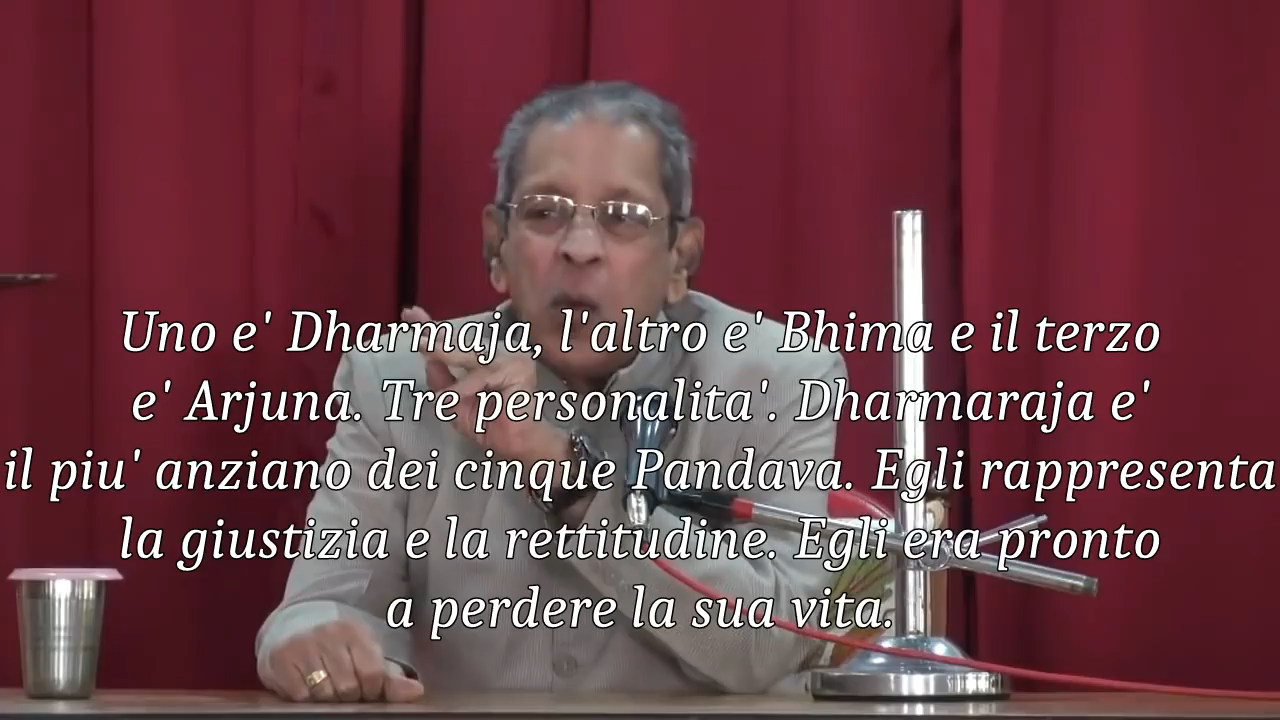 Uno e' Dharmaja, l'altro e' Bhima e il terzo
e' Arjuna. Tre personalita'. Dharmaraja e'
il piu' anziano dei cinque Pandava. Egli rappresenta
la giustizia e la rettitudine. Egli era pronto
a perdere la sua vita.